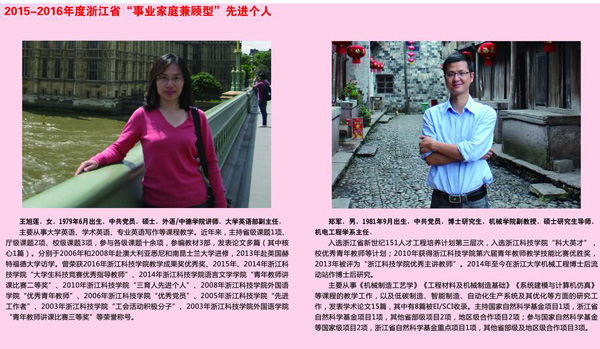 2015-2016年度浙江省“事业家庭兼顾型”先进个人
王旭莲，女，1979年6月出生，中共党员，硕士，外语/中德学院讲师，大学英语部副主任。
主要从事大学英语、学术英语、专业英语写作等课程教学。近年来，主持省级课题1项、
厅级课题2项、校级课题3项，参与各级课题十余项，参编教材3部，发表论文多篇（其中核
心1篇）。分别于2006年和2008年赴澳大利亚悉尼和南昆士兰大学进修，2013年赴英国赫
特福德大学访学。曾荣获2016年浙江科技学院教学成果奖优秀奖、2015年、2014年浙江科
技学院“大学生科技竞赛优秀指导教师”、2014年浙江科技学院语言文学学院“青年教师讲
课比赛二等奖”、2010年浙江科技学院“三育人先进个人”、2008年浙江科技学院外国语
学院“优秀青年教师”、2006年浙江科技学院“优秀党员”、2005年浙江科技学院“先进
工作者”、2003年浙江科技学院“工会活动积极分子”、2003年浙江科技学院外国语学院
“青年教师讲课比赛三等奖”等荣誉称号。
郑军，男，1981年9月出生，中共党员，博士研究生，机械学院副教授、硕士研究生导师，
机电工程系主任。
入选浙江省新世纪151人才工程培养计划第三层次，入选浙江科技学院“科大英才”，
校优秀青年教师等计划；2010年获得浙江科技学院第六届青年教师教学技能比赛优胜奖，
2013年被评为“浙江科技学院优秀主讲教师”。2014年至今在浙江大学机械工程博士后流
动站作博士后研究。
主要从事《机械制造工艺学》《工程材料及机械制造基础》《系统建模与计算机仿真》
等课程的教学工作，以及低碳制造、智能制造、自动化生产系统及其优化等方面的研究工
作，发表学术论文15篇，其中有8篇被EI/SCI收录。主持国家自然科学基金项目1项，浙江省
自然科学基金项目1项，其他省部级项目2项，地区级合作项目2项；参与国家自然科学基金
等国家级项目2项，浙江省自然科学基金重点项目1项，其他省部级及地区级合作项目3项。